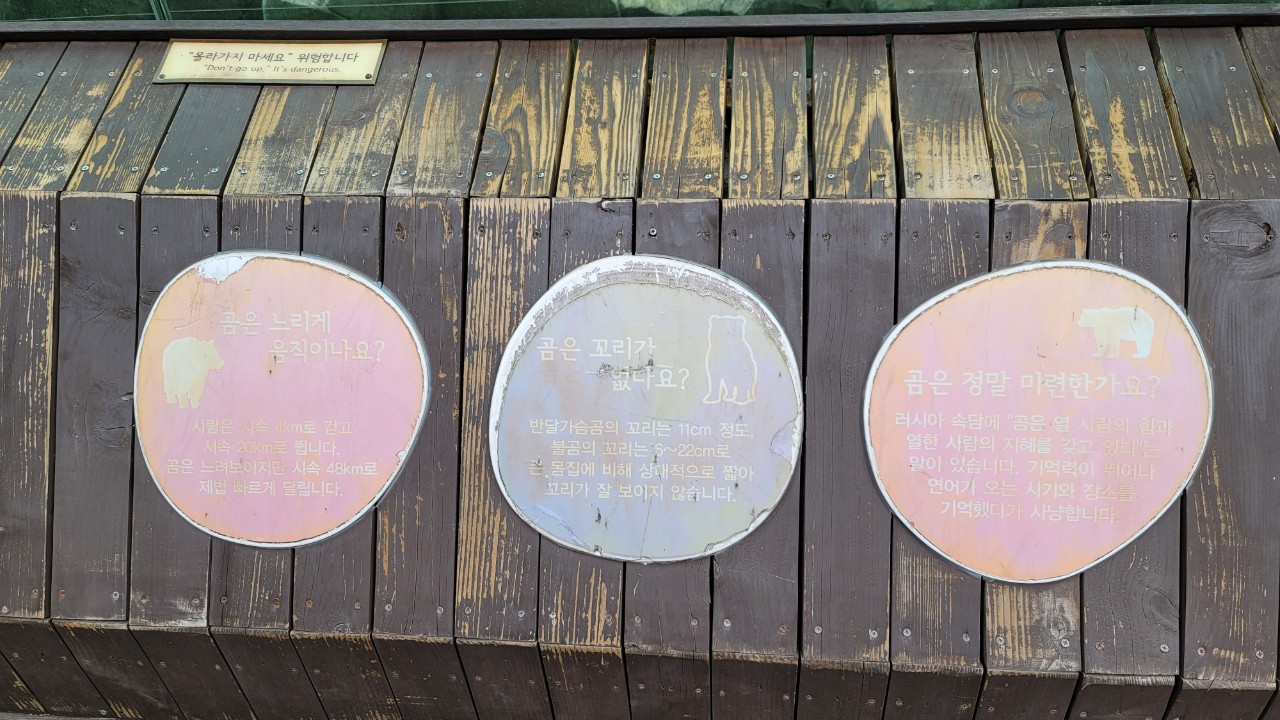 "올라가지 마세요" 위험합니다
"Don't go up," It's dangerous.
곰은 느리게
움직이나요?
사람은 시속 4km로 걷고
시속 20km로 뜁니다.
곰은 느려보이지만 시속 48km로
제법 빠르게 달립니다.
곰은 꼬리가
없나요?
반달가슴곰의 꼬리는 11cm 정도,
불곰의 꼬리는 6~22cm로
큰 몸집에 비해 상대적으로 짧아
꼬리가 잘 보이지 않습니다.
곰은 정말 미련한가요?
러시아 속담에 "곰은 열 사람의 힘과
열한 사람의 지혜를 갖고 있다"는
말이 있습니다. 기억력이 뛰어나
연어가 오는 시기와 장소를
기억했다가 사냥합니다.